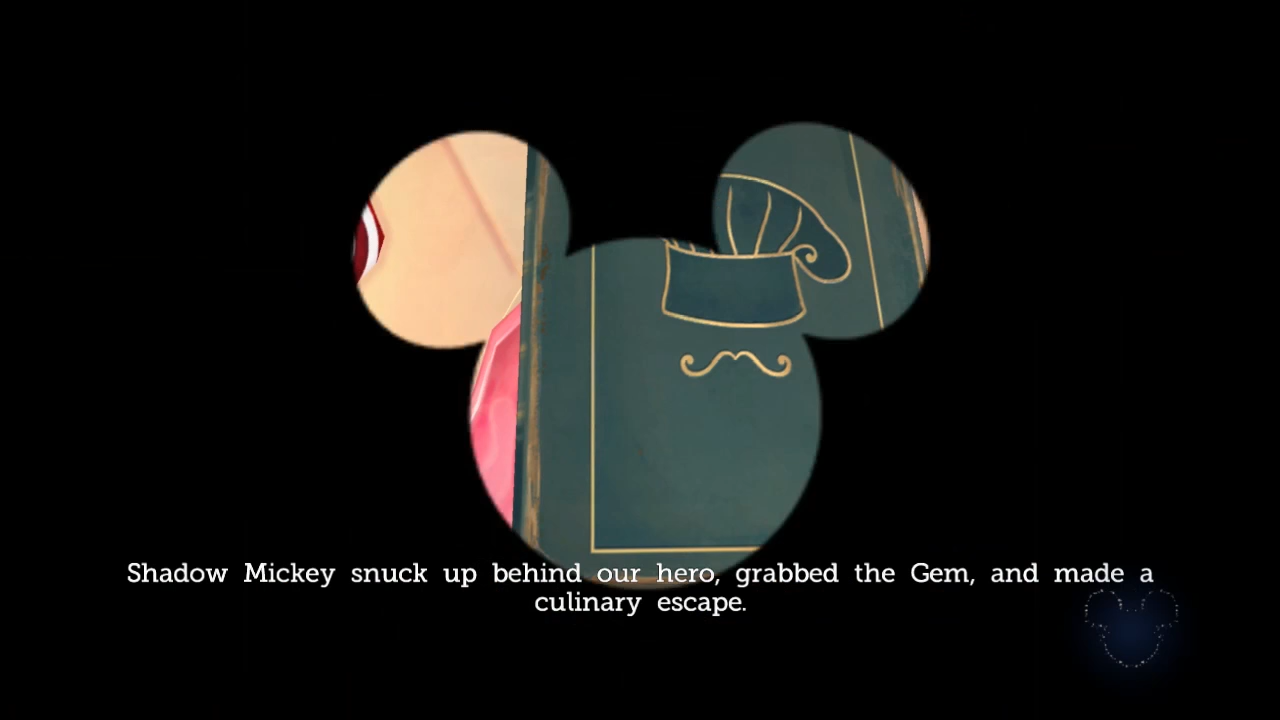 Shadow Mickey snuck up behind our hero, grabbed the Gem, and made a
culinary escape.